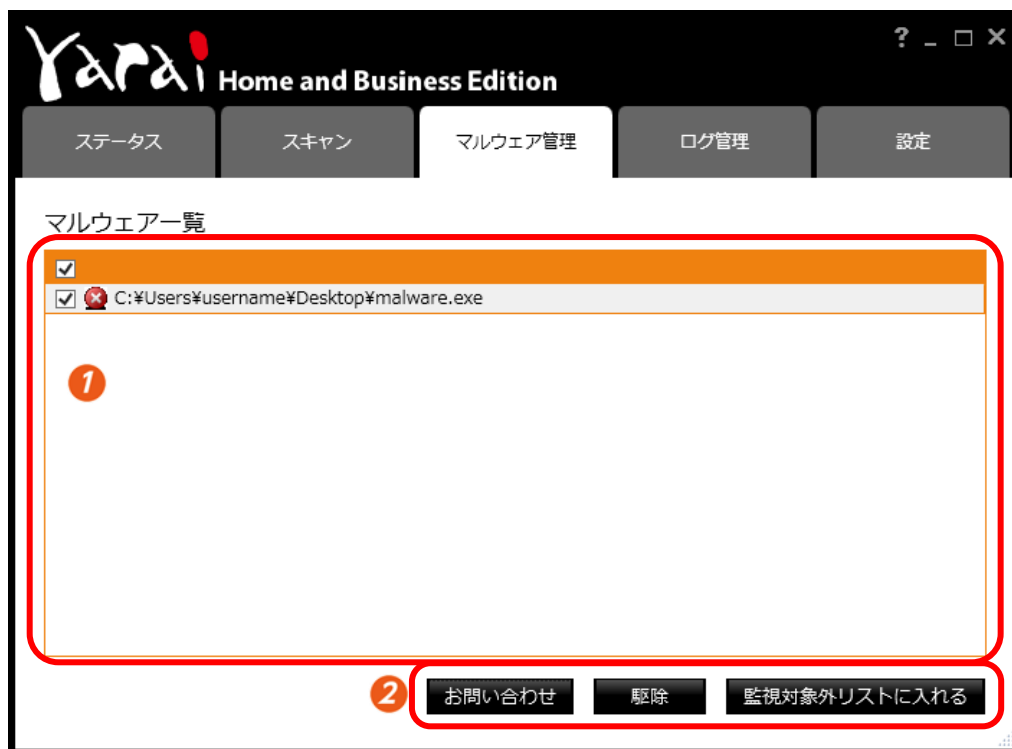 Yarai Home and Business Edition
? _ □ ×
ステータス スキャン マルウェア管理 ログ管理 設定
マルウェア一覧
C:¥Users¥username¥Desktop¥malware.exe
1
2 お問い合わせ 駆除 監視対象外リストに入れる